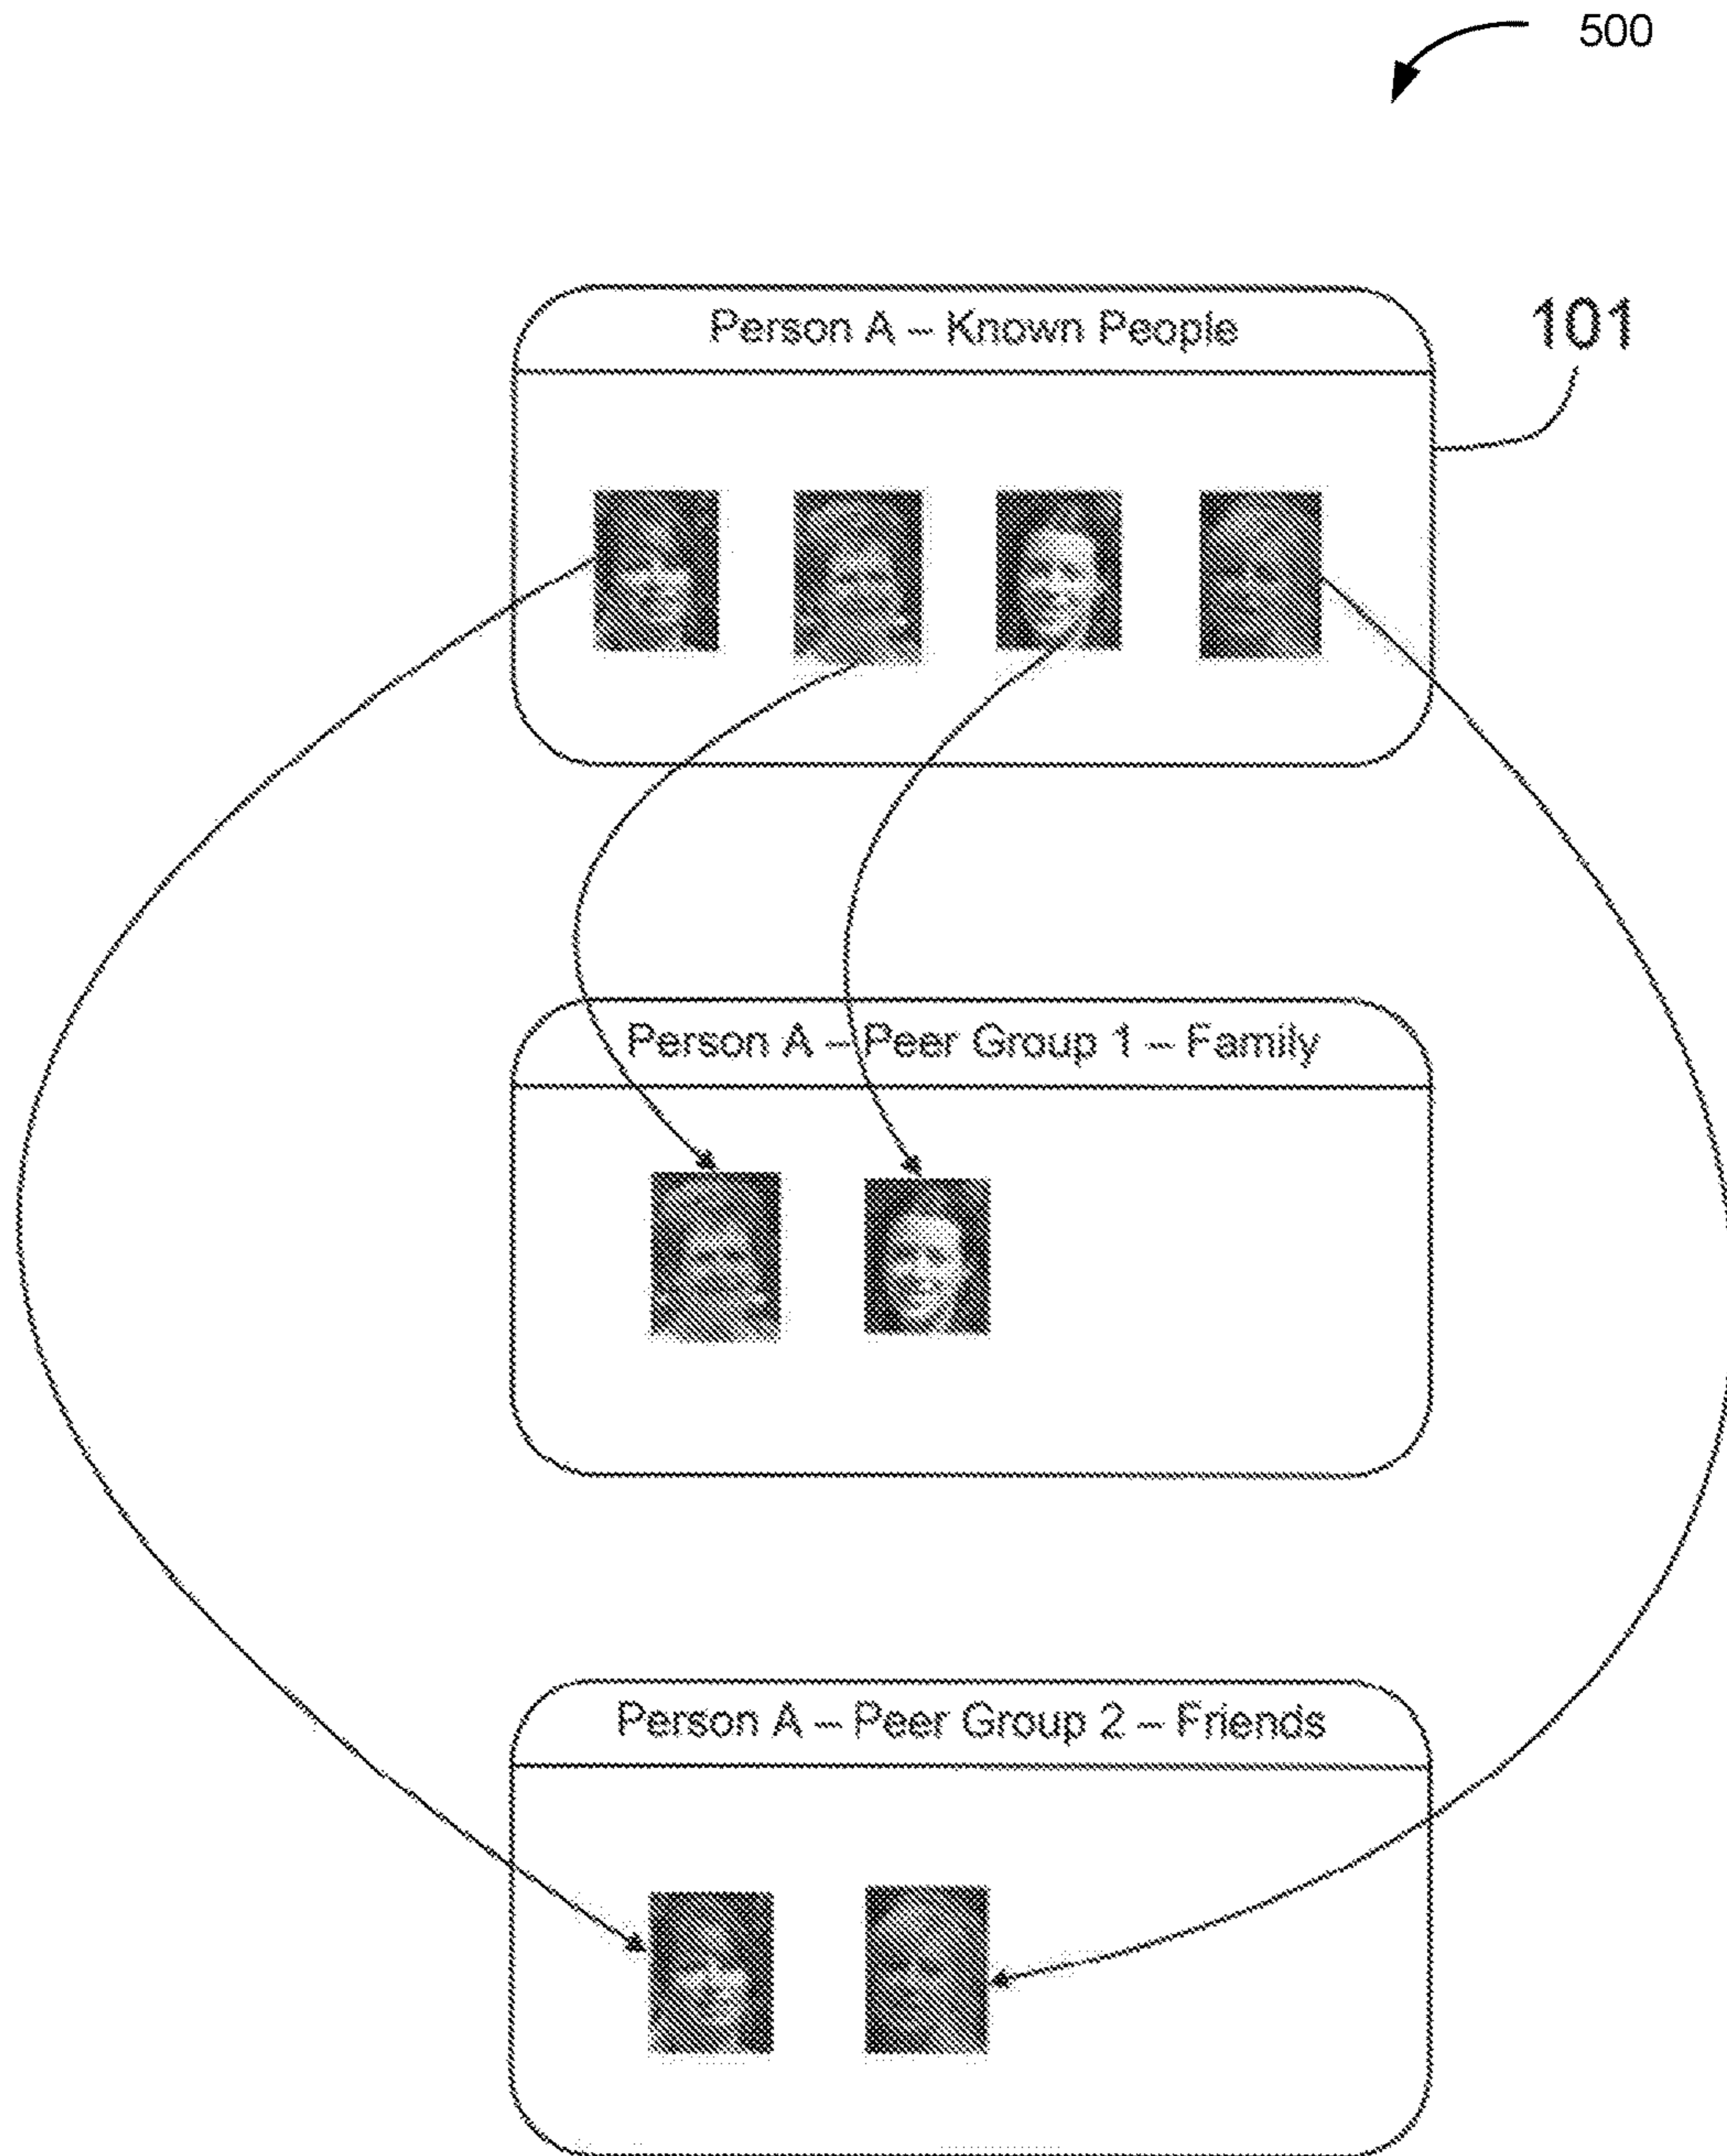 500
Person A – Known People
101
Person A – Peer Group 1 – Family
Person A – Peer Group 2 – Friends